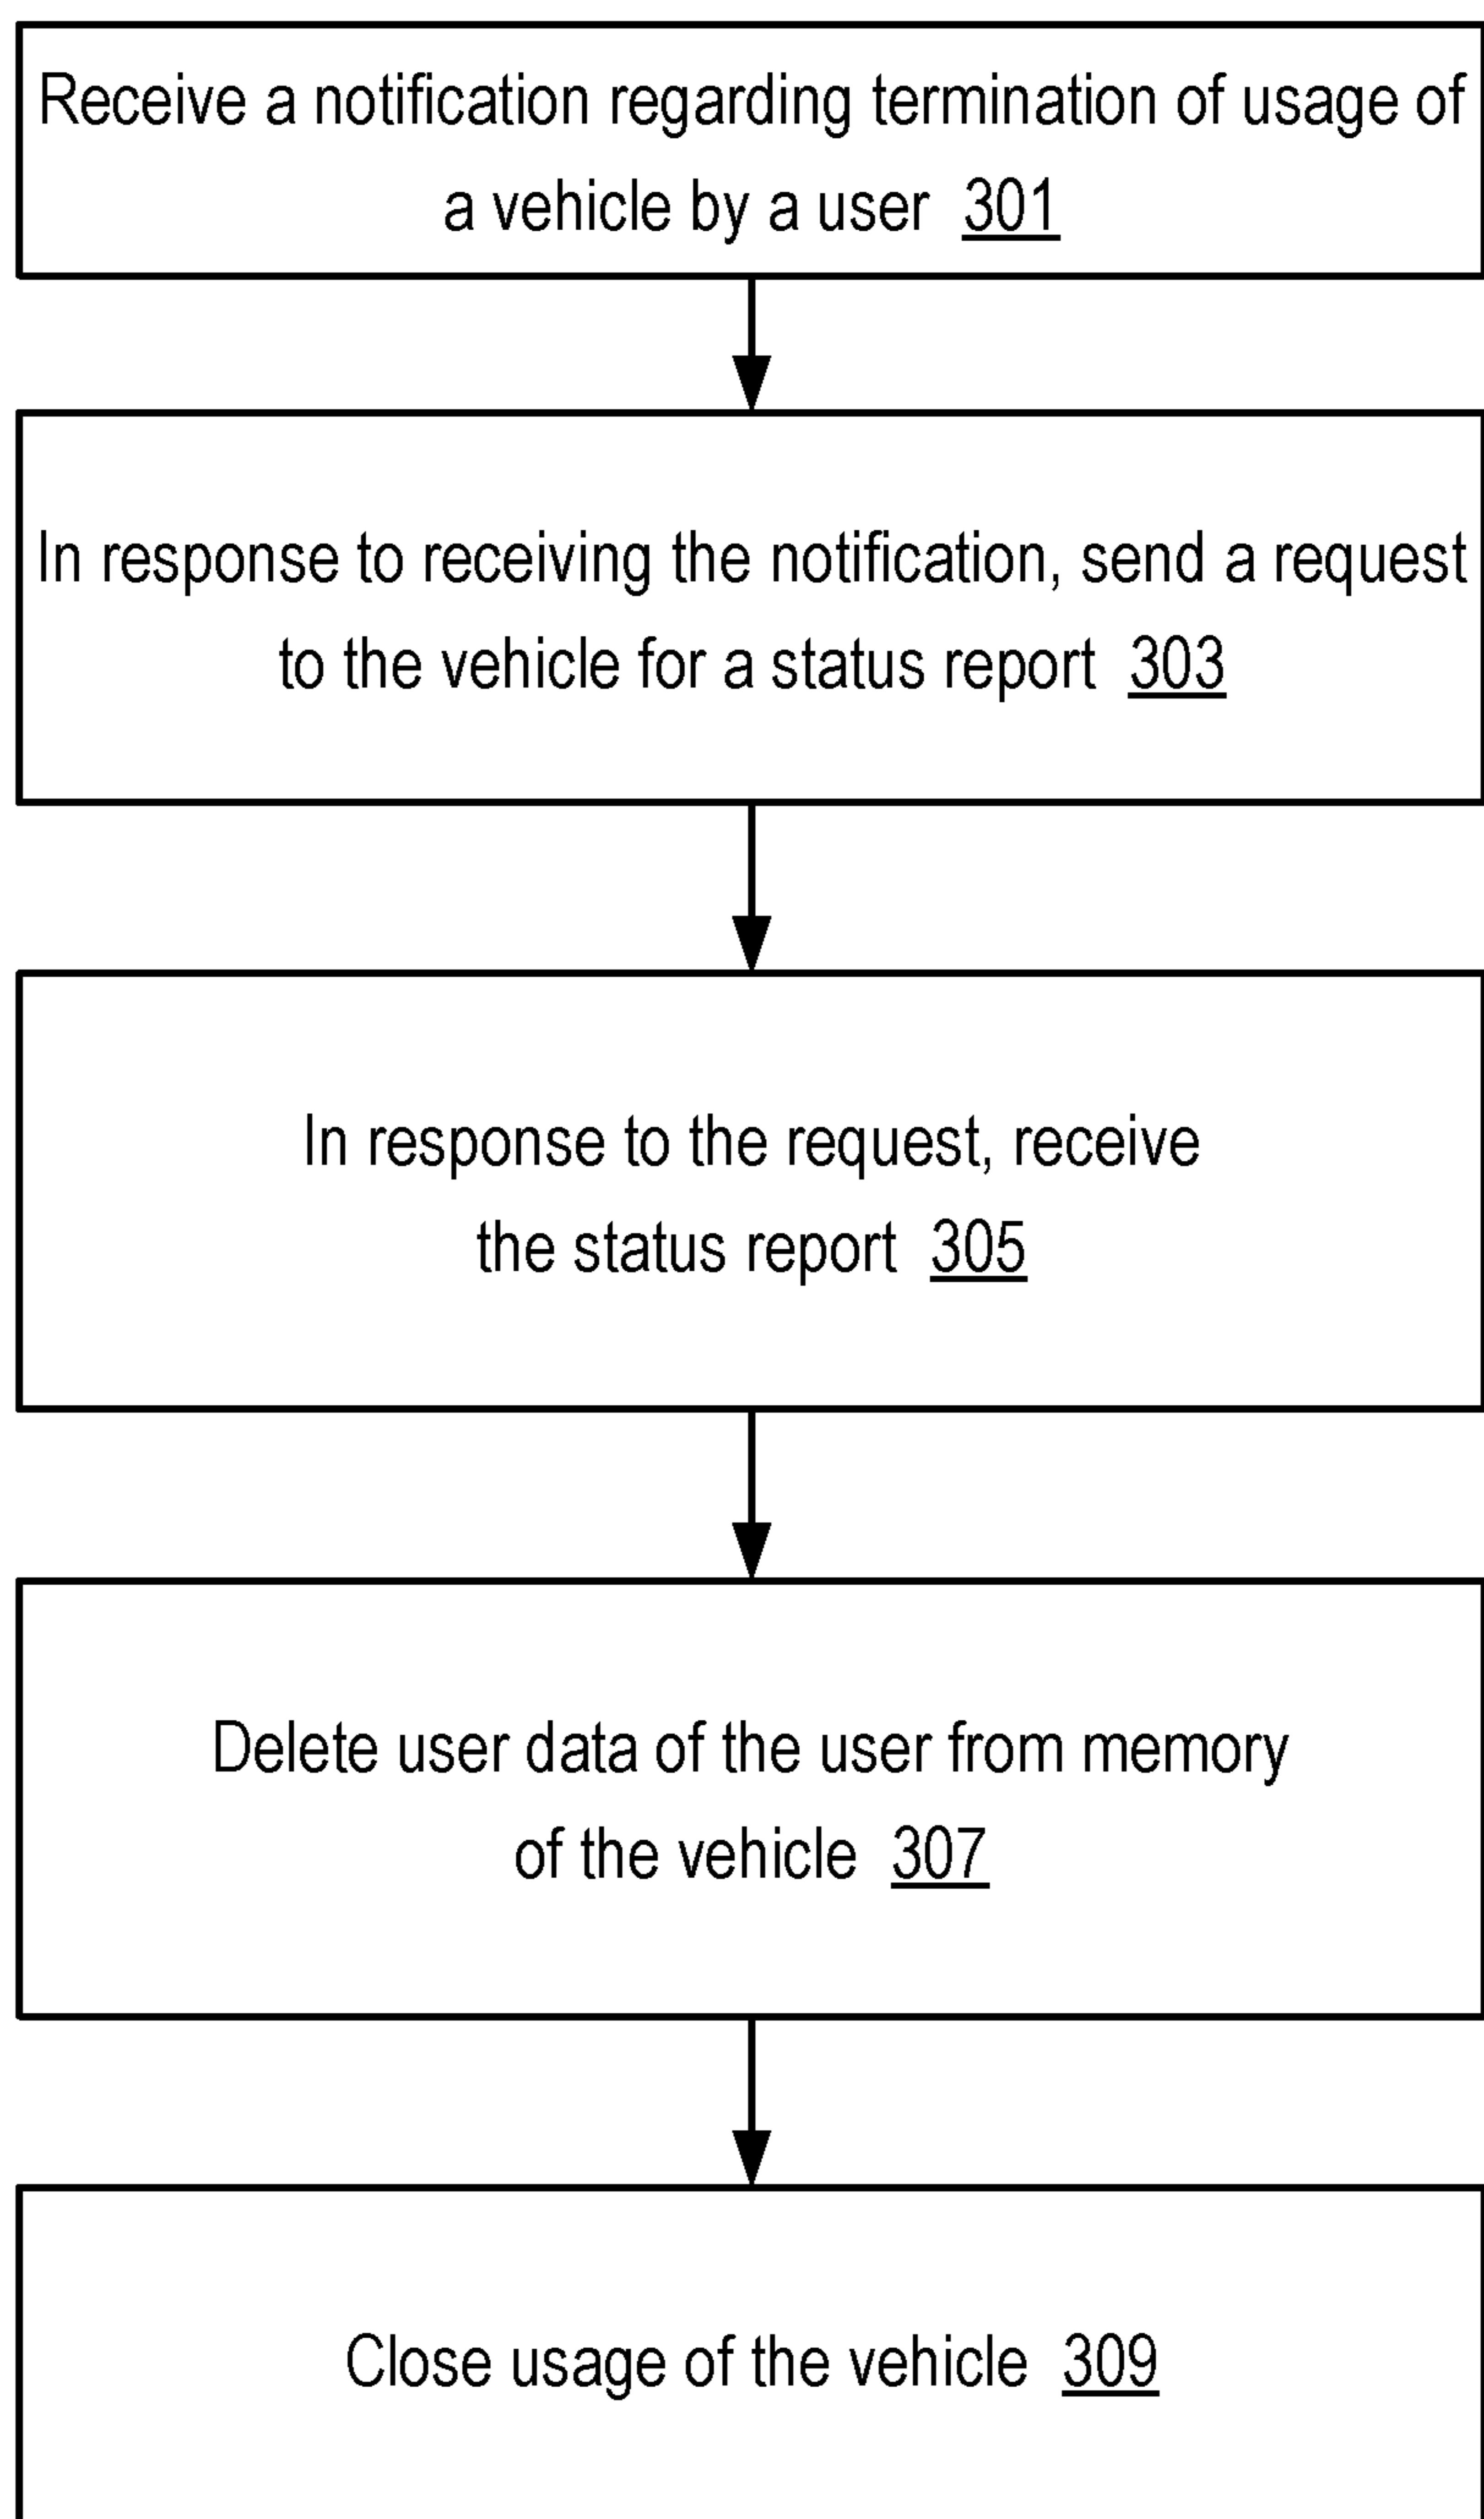 Receive a notification regarding termination of usage of
a vehicle by a user 301
In response to receiving the notification, send a request
to the vehicle for a status report 303
In response to the request, receive
the status report 305
Delete user data of the user from memory
of the vehicle 307
Close usage of the vehicle 309